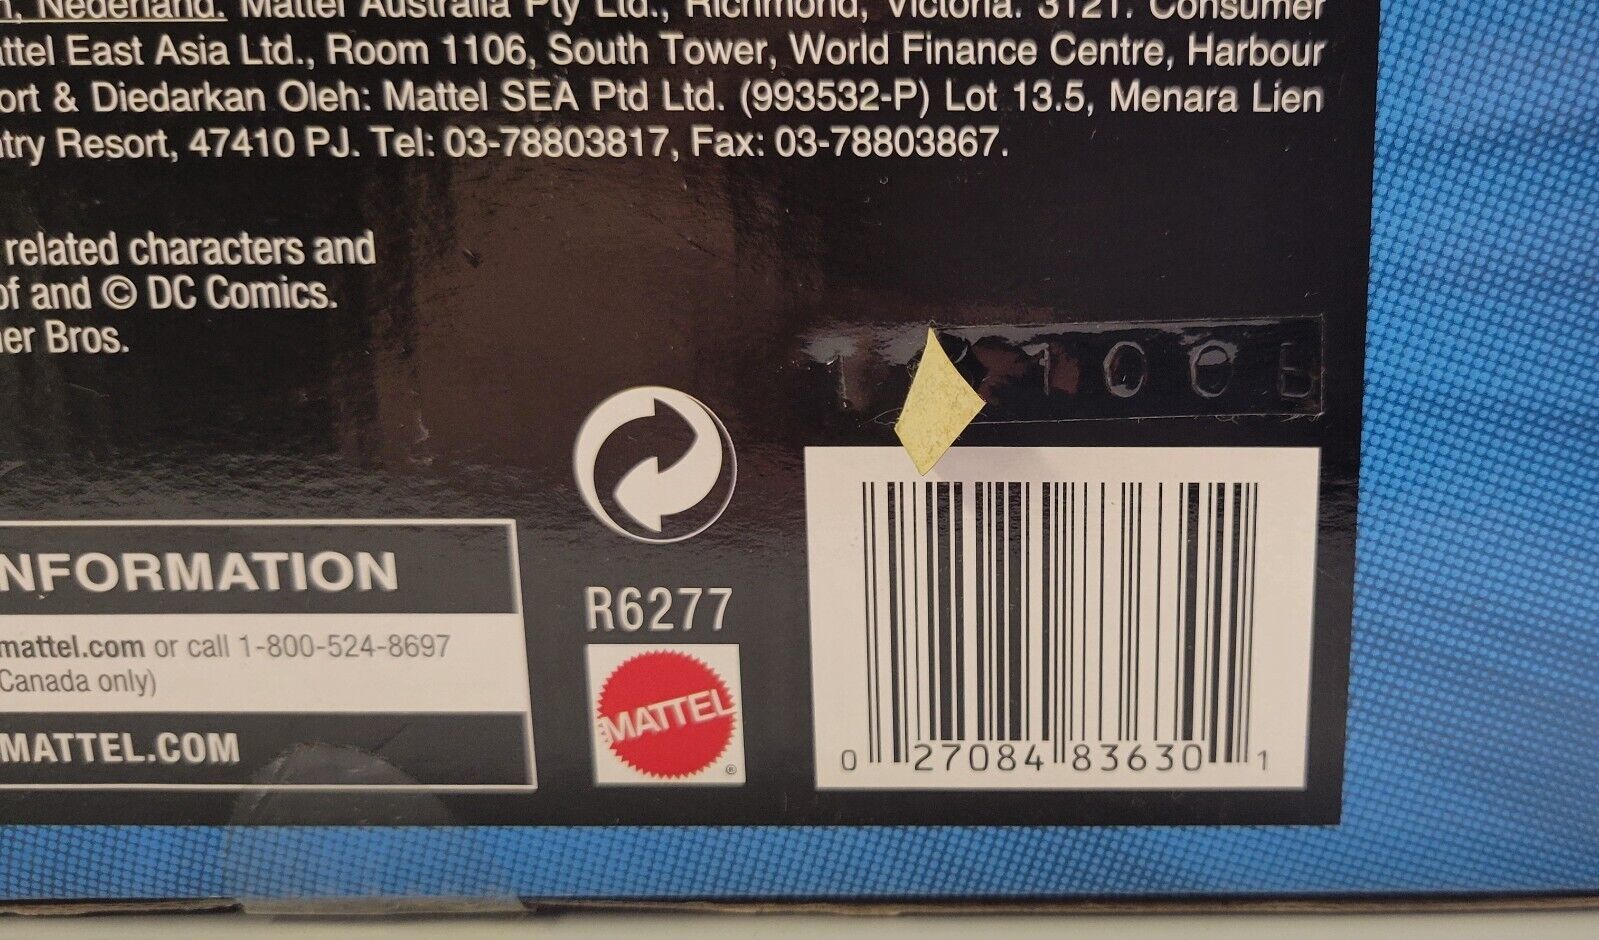 n, Nederland. Mattel Australia Pty Ltd., Richmond, Victoria. 3121. Consumer
attel East Asia Ltd., Room 1106, South Tower, World Finance Centre, Harbour
ort & Diedarkan Oleh: Mattel SEA Ptd Ltd. (993532-P) Lot 13.5, Menara Lien
ntry Resort, 47410 PJ. Tel: 03-78803817, Fax: 03-78803867.
related characters and
of and © DC Comics.
ner Bros.
NFORMATION
mattel.com or call 1-800-524-8697
Canada only)
MATTEL.COM
R6277
MATTEL®
0 27084 83630 1